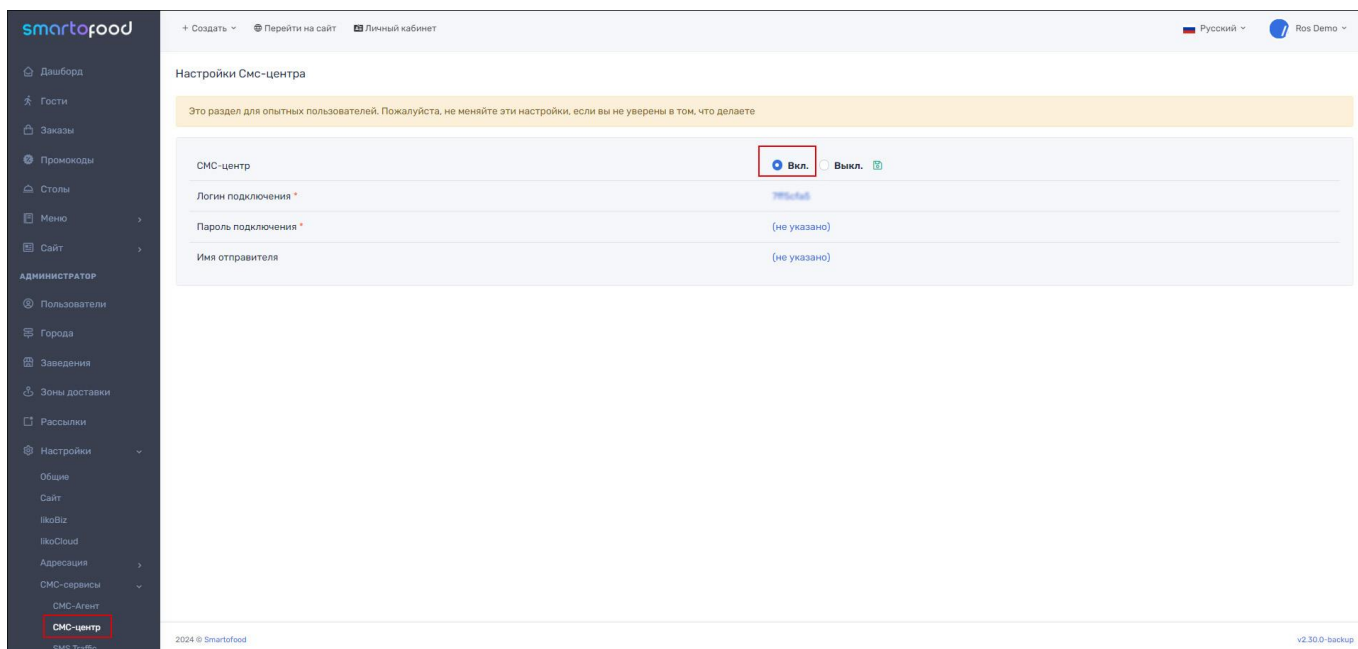 smartofood
+ Создать
Перейти на сайт
Личный кабинет
Русский
Ros Demo
Дашборд
Гости
Заказы
Промокоды
Столы
Меню
Сайт
АДМИНИСТРАТОР
Пользователи
Города
Заведения
Зоны доставки
Рассылки
Настройки
Общие
Сайт
IikoBiz
IikoCloud
Адресация
СМС-сервисы
СМС-Агент
СМС-центр
SMS Traffic
Настройки Смс-центра
Это раздел для опытных пользователей. Пожалуйста, не меняйте эти настройки, если вы не уверены в том, что делаете
СМС-центр
Вкл.
Выкл.
Логин подключения *
Пароль подключения *
(не указано)
Имя отправителя
(не указано)
2024 © Smartofood
v2.30.0-backup